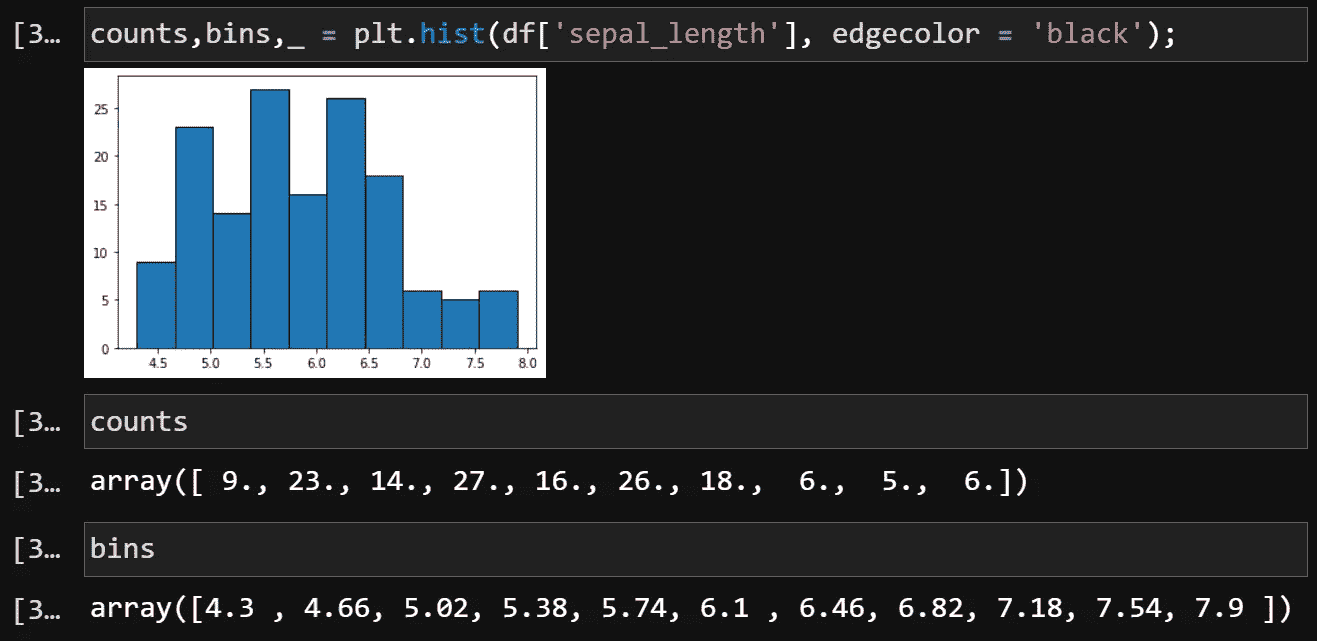 [3… counts,bins,_ = plt.hist(df['sepal_length'], edgecolor = 'black');
25
20
15
10
5
0
4.5 5.0 5.5 6.0 6.5 7.0 7.5 8.0
[3… counts
[3… array([ 9., 23., 14., 27., 16., 26., 18.,  6.,  5.,  6.])
[3… bins
[3… array([4.3 , 4.66, 5.02, 5.38, 5.74, 6.1 , 6.46, 6.82, 7.18, 7.54, 7.9 ])